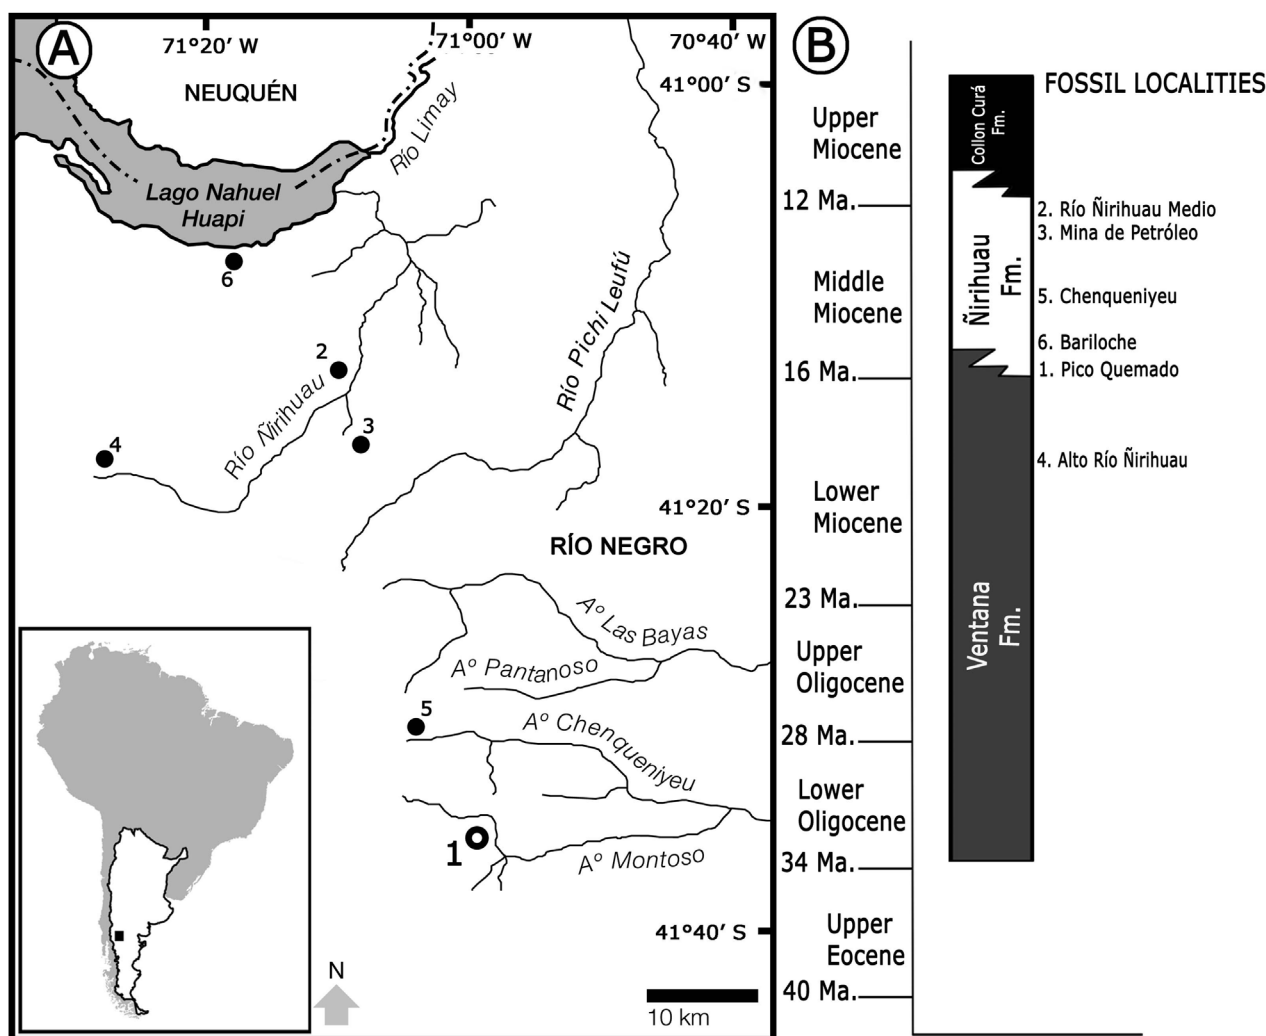 A
71°20′ W
71°00′ W
70°40′ W
41°00′ S
NEUQUÉN
Río Limay
Lago Nahuel
Huapi
6
2
Río Ñirihuau
3
4
Río Pichi Leufú
41°20′ S
RÍO NEGRO
Aº Las Bayas
Aº Pantanoso
5
Aº Chenqueniyeu
1
Aº Montoso
41°40′ S
N
10 km
B
FOSSIL LOCALITIES
Upper
Miocene
12 Ma.
Middle
Miocene
16 Ma.
Lower
Miocene
23 Ma.
Upper
Oligocene
28 Ma.
Lower
Oligocene
34 Ma.
Upper
Eocene
40 Ma.
Collon Curá
Fm.
Ñirihuau
Fm.
Ventana
Fm.
2. Río Ñirihuau Medio
3. Mina de Petróleo
5. Chenqueniyeu
6. Bariloche
1. Pico Quemado
4. Alto Río Ñirihuau